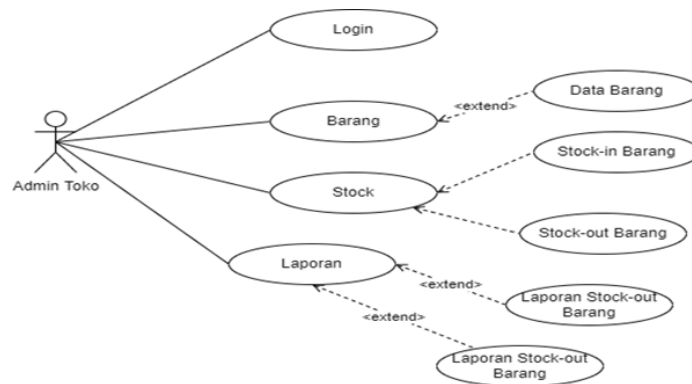 Login
Data Barang
<extend>
Barang
Stock-in Barang
Admin Toko
Stock
Stock-out Barang
Laporan
<extend>
Laporan Stock-out
Barang
<extend>
Laporan Stock-out
Barang